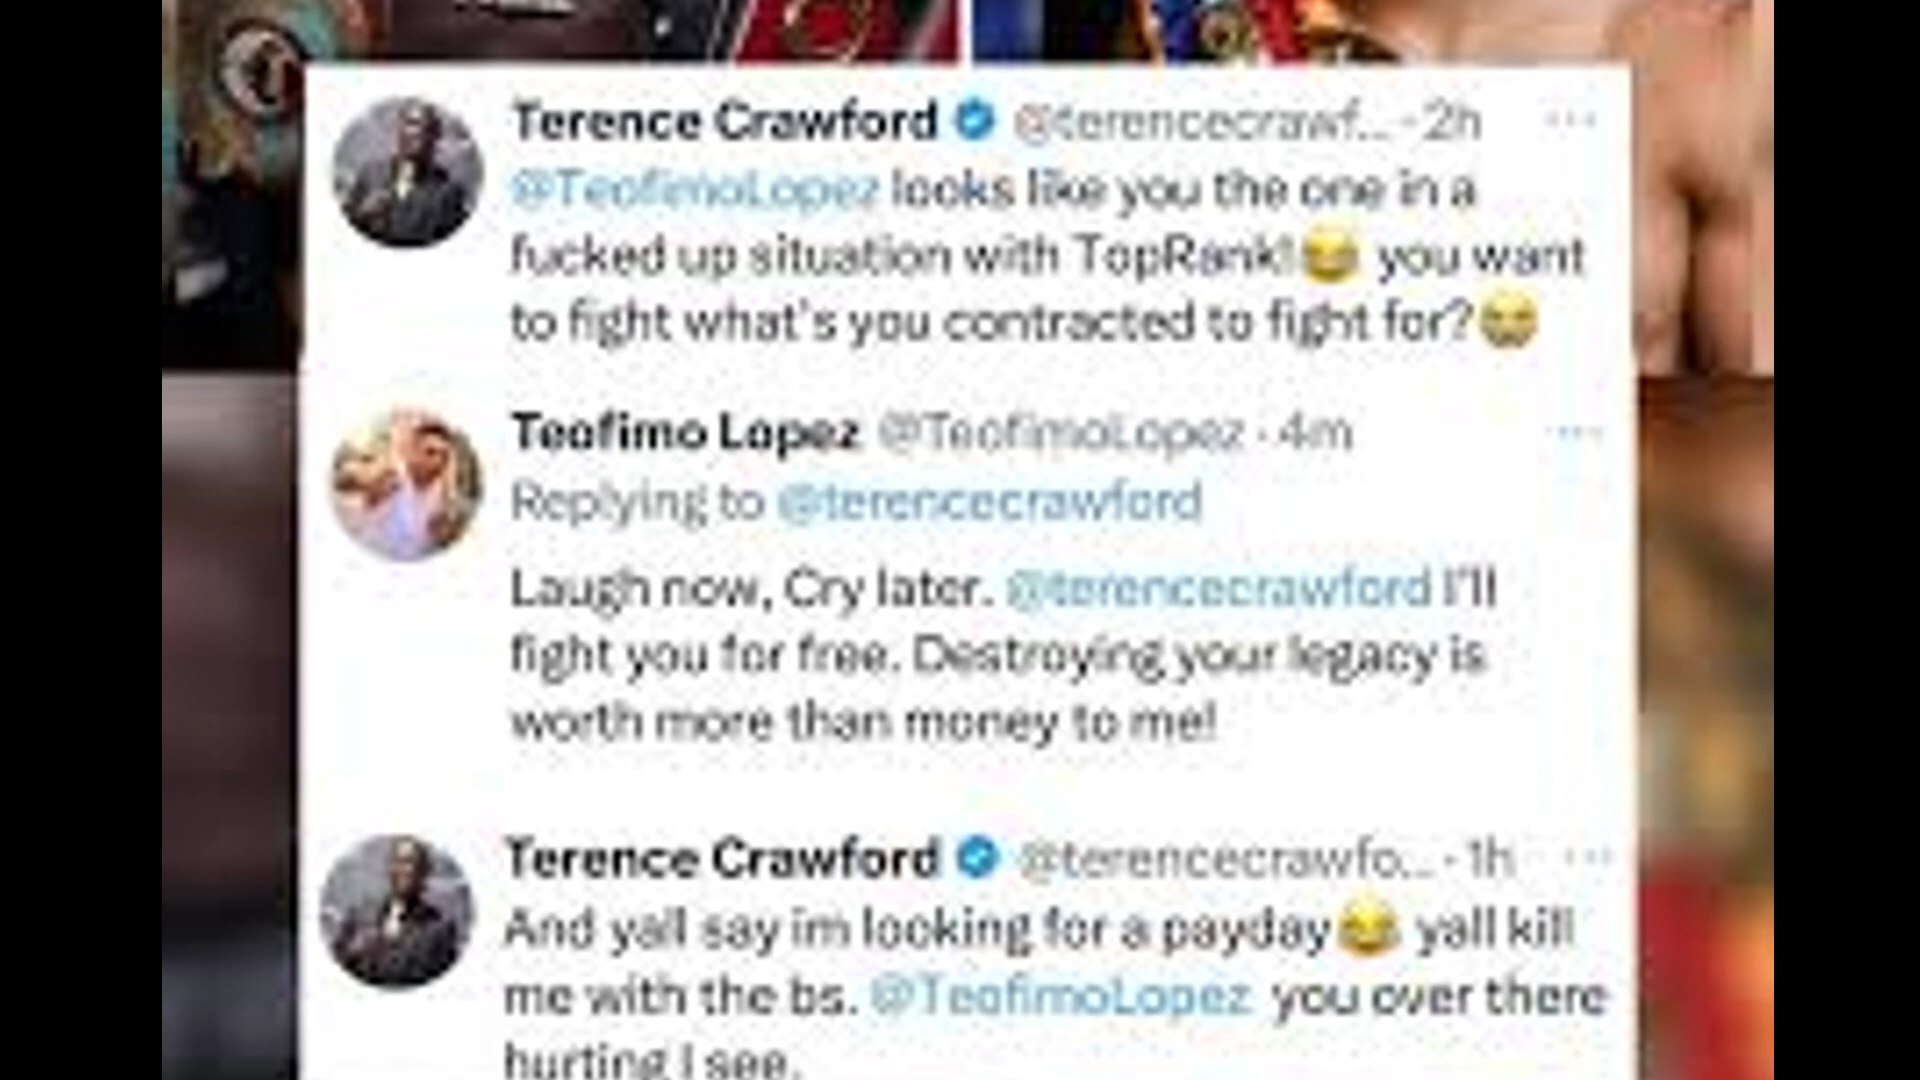 Terence Crawford @terencecrawf... · 2h
@TeofimoLopez looks like you the one in a
fucked up situation with TopRank!😂 you want
to fight what's you contracted to fight for?😂
Teofimo Lopez @TeofimoLopez · 4m
Replying to @terencecrawford
Laugh now, Cry later. @terencecrawford I'll
fight you for free. Destroying your legacy is
worth more than money to me!
Terence Crawford @terencecrawfo... · 1h
And yall say im looking for a payday😂 yall kill
me with the bs. @TeofimoLopez you over there
hurting I see.